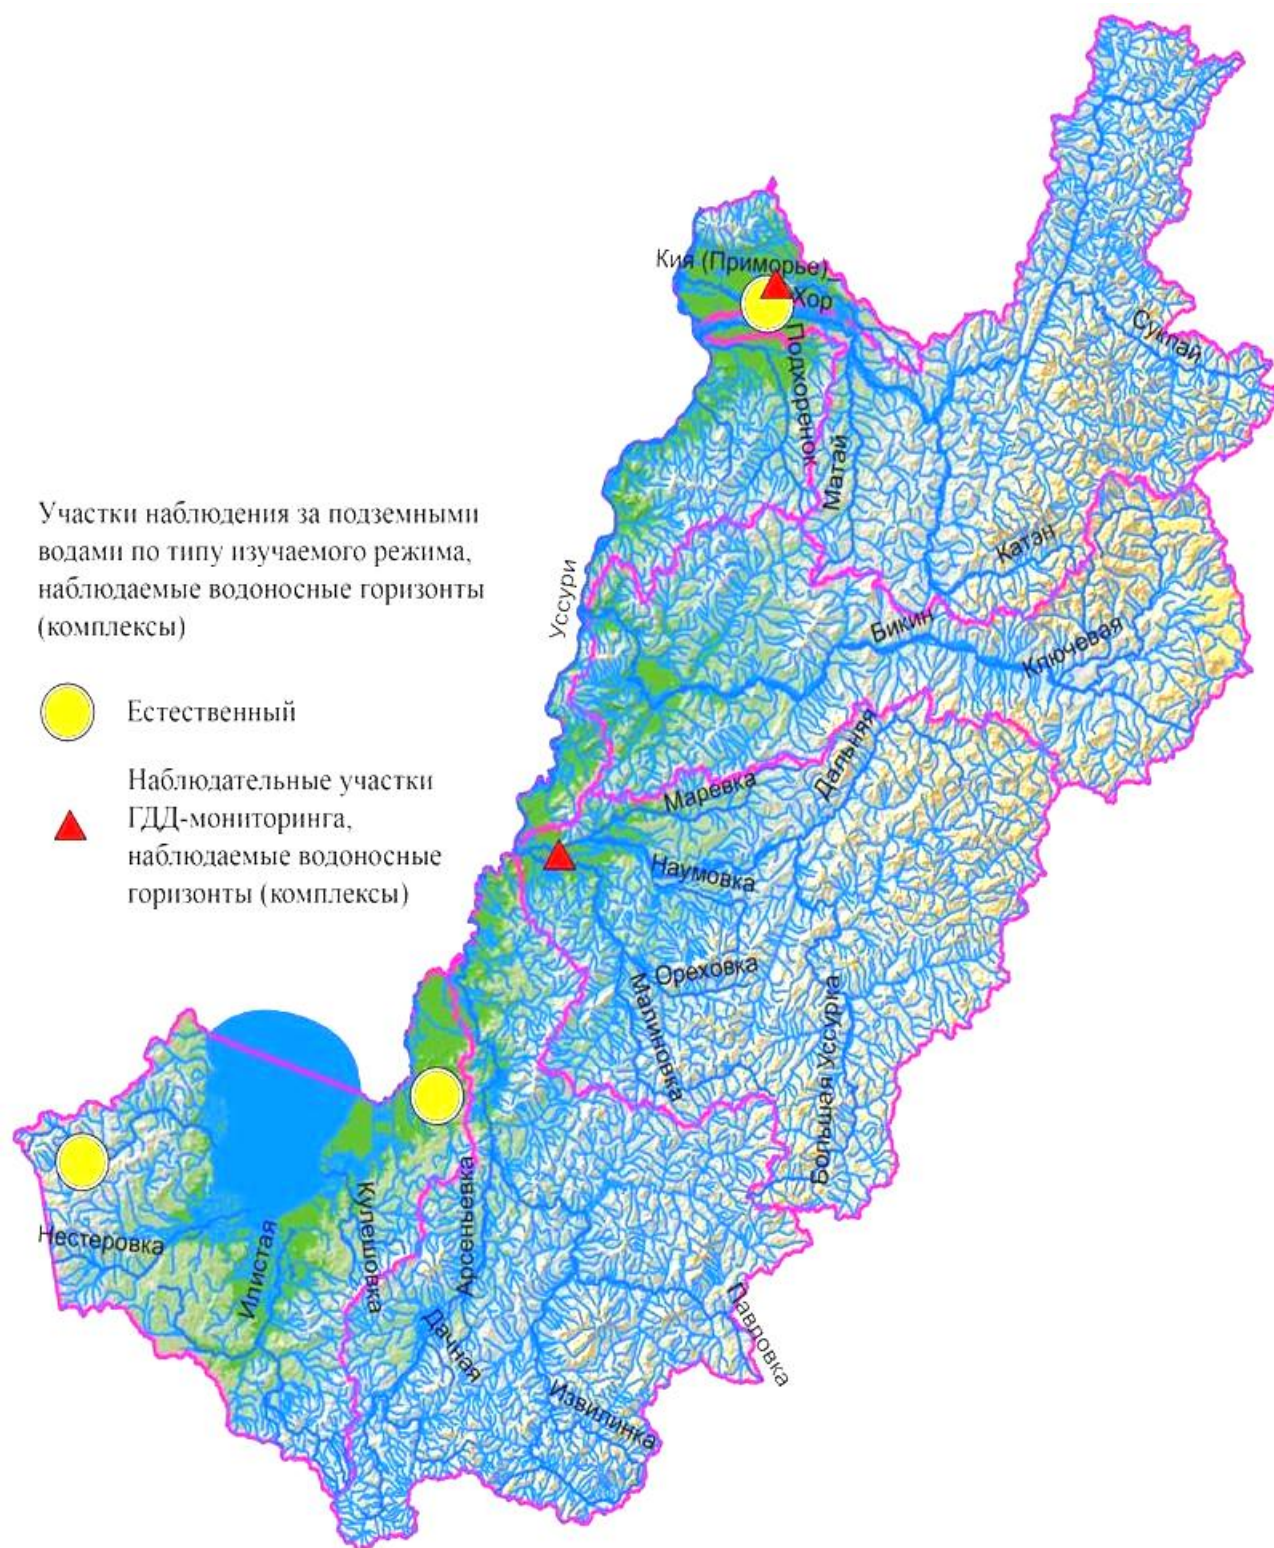 Кия (Приморье)_
Хор
Сукпай
Подхоренок
Матай
Катэн
Участки наблюдения за подземными
водами по типу изучаемого режима,
наблюдаемые водоносные горизонты
(комплексы)
Уссури
Бикин
Ключевая
Естественный
Дальняя
Наблюдательные участки
ГДД-мониторинга,
наблюдаемые водоносные
горизонты (комплексы)
Маревка
Наумовка
Ореховка
Малиновка
Большая Уссурка
Нестеровка
Илистая
Кулешовка
Арсеньевка
Дачная
Павловка
Извилинка